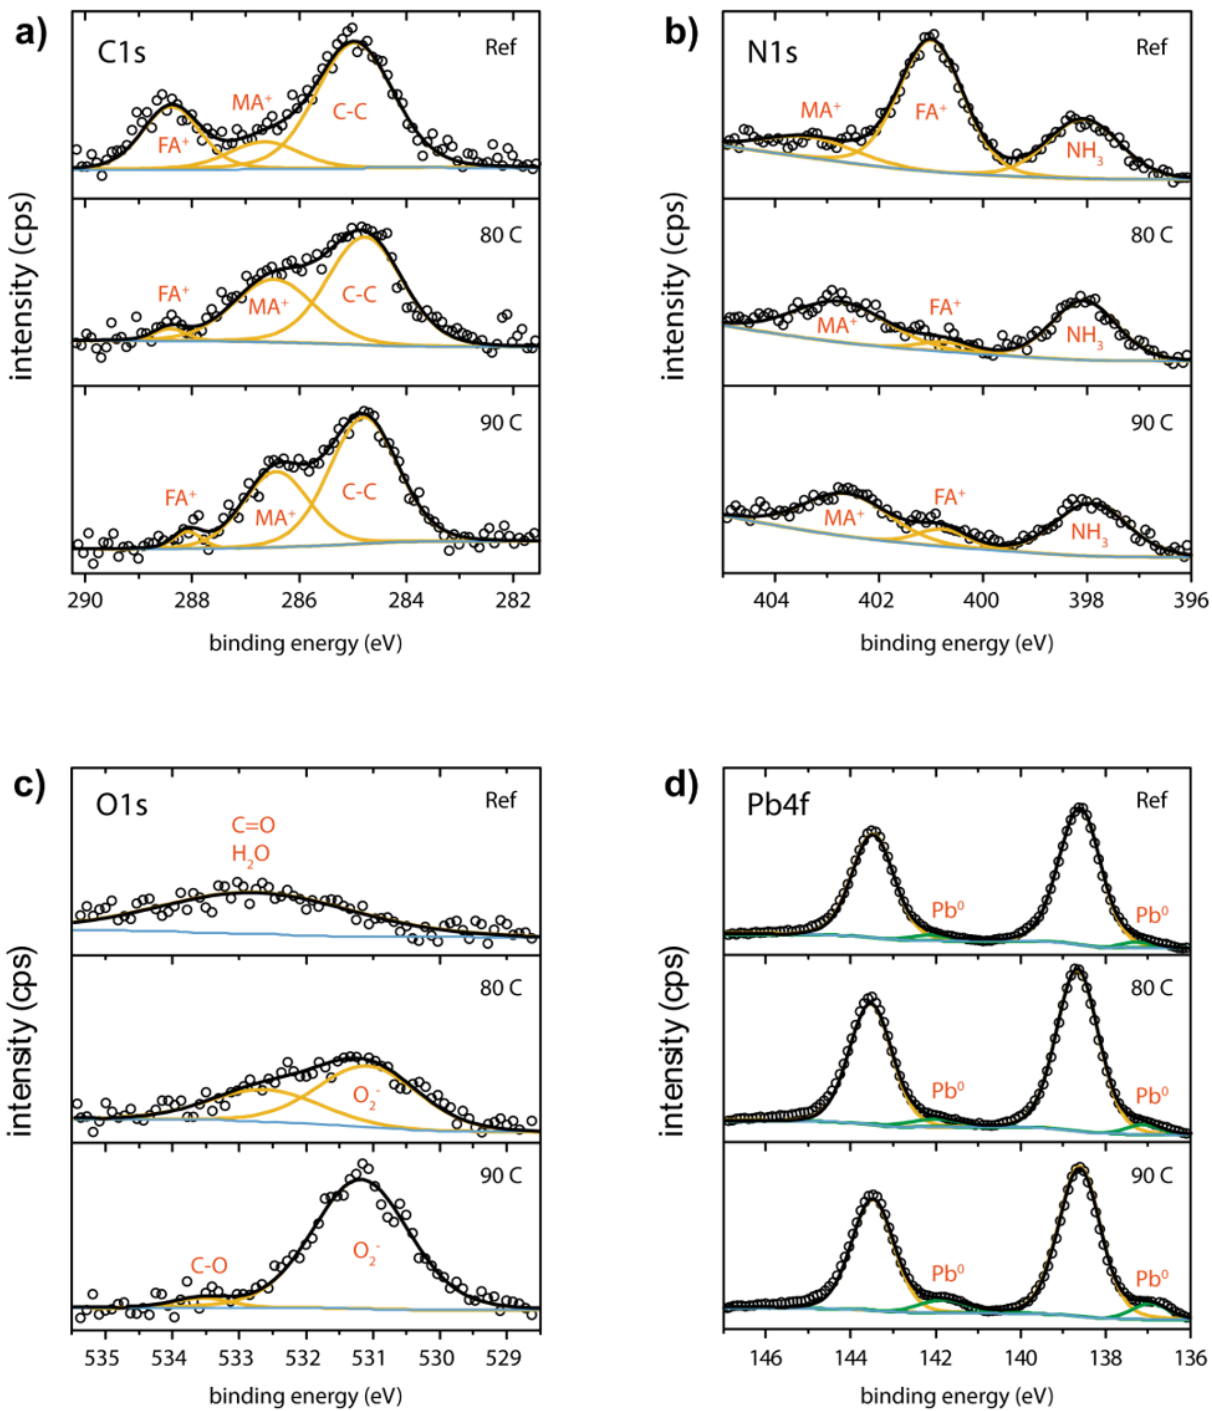 a)
C1s
Ref
MA⁺
C-C
FA⁺
80 C
FA⁺
MA⁺
C-C
90 C
FA⁺
MA⁺
C-C
intensity (cps)
intensity (cps)
290 288 286 284 282
binding energy (eV)
b)
N1s
Ref
MA⁺
FA⁺
NH₃
80 C
FA⁺
MA⁺
NH₃
90 C
FA⁺
MA⁺
NH₃
intensity (cps)
404 402 400 398 396
binding energy (eV)
c)
O1s
Ref
C=O
H₂O
80 C
O₂⁻
90 C
C-O
O₂⁻
intensity (cps)
535 534 533 532 531 530 529
binding energy (eV)
d)
Pb4f
Ref
Pb⁰
Pb⁰
80 C
Pb⁰
Pb⁰
90 C
Pb⁰
Pb⁰
intensity (cps)
146 144 142 140 138 136
binding energy (eV)